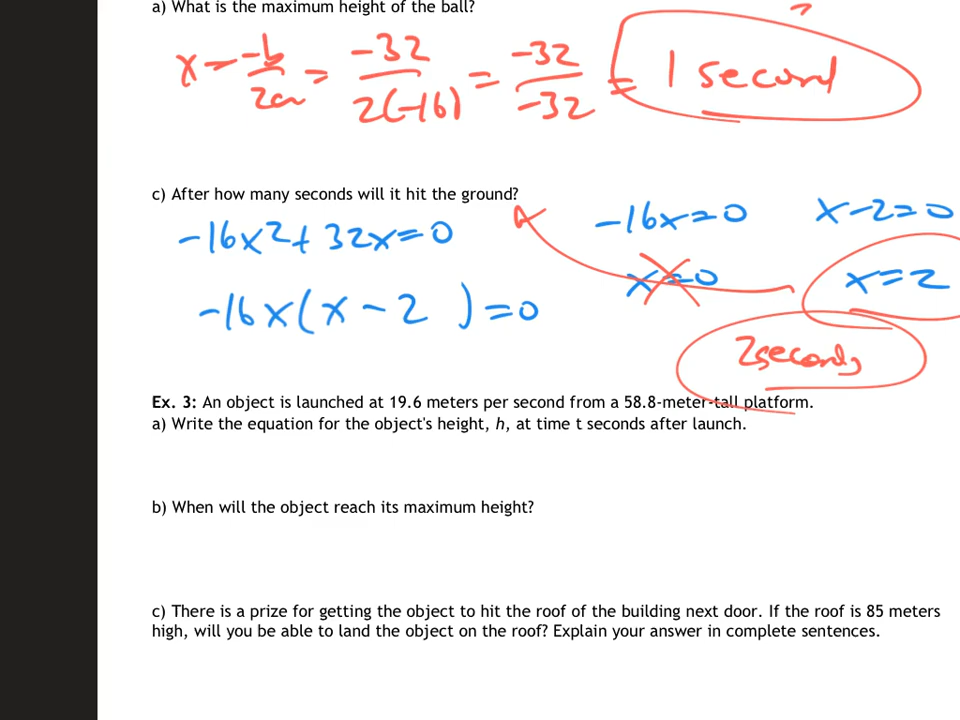 a) What is the maximum height of the ball?
x = -b/2a = -32/2(-16) = -32/-32 = 1 second
c) After how many seconds will it hit the ground?
-16x²+32x=0
-16x(x-2)=0
-16x=0 x-2=0
x=0 x=2
2 seconds
Ex. 3: An object is launched at 19.6 meters per second from a 58.8-meter-tall platform.
a) Write the equation for the object's height, h, at time t seconds after launch.
b) When will the object reach its maximum height?
c) There is a prize for getting the object to hit the roof of the building next door. If the roof is 85 meters
high, will you be able to land the object on the roof? Explain your answer in complete sentences.